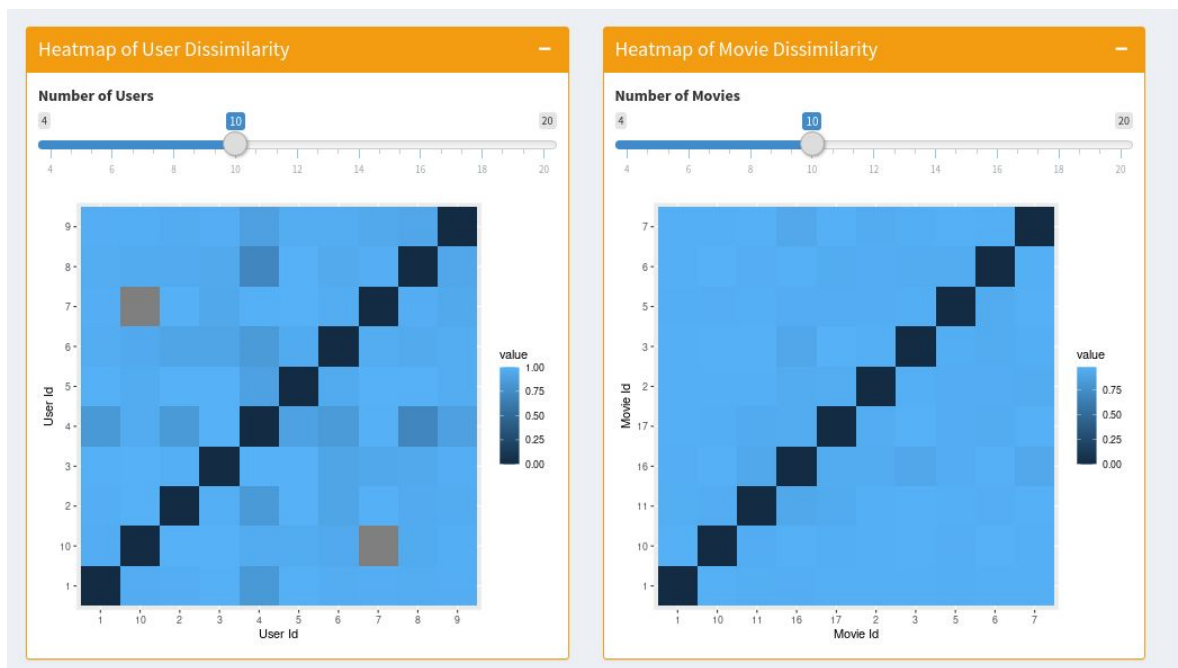 Heatmap of User Dissimilarity
Number of Users
4 10 20
4 6 8 10 12 14 16 18 20
User Id
9
8
7
6
5
4
3
2
10
1
1 10 2 3 4 5 6 7 8 9
User Id
value
1.00
0.75
0.50
0.25
0.00
Heatmap of Movie Dissimilarity
Number of Movies
4 10 20
4 6 8 10 12 14 16 18 20
Movie Id
7
6
5
3
2
17
16
11
10
1
1 10 11 16 17 2 3 5 6 7
Movie Id
value
0.75
0.50
0.25
0.00